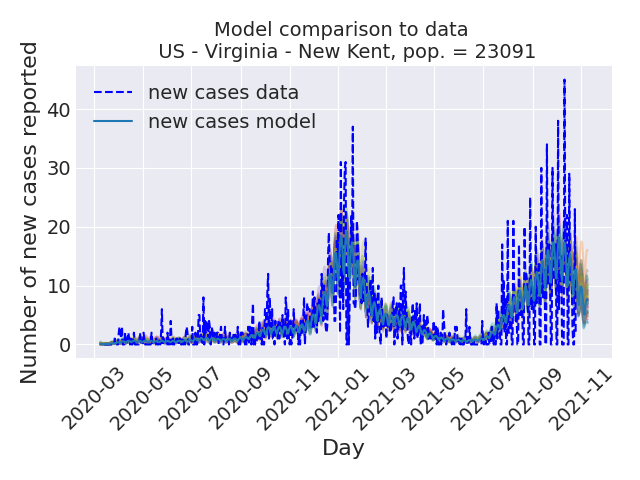 Model comparison to data
US - Virginia - New Kent, pop. = 23091
new cases data
new cases model
Number of new cases reported
40
30
20
10
0
2020-03
2020-05
2020-07
2020-09
2020-11
2021-01
2021-03
2021-05
2021-07
2021-09
2021-11
Day